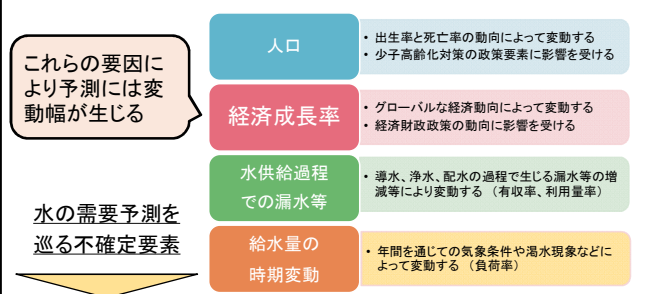 これらの要因に
より予測には変
動幅が生じる
水の需要予測を
巡る不確定要素
人口
・ 出生率と死亡率の動向によって変動する
・ 少子高齢化対策の政策要素に影響を受ける
経済成長率
・ グローバルな経済動向によって変動する
・ 経済財政政策の動向に影響を受ける
水供給過程
での漏水等
・ 導水、浄水、配水の過程で生じる漏水等の増
減等により変動する （有収率、利用量率）
給水量の
時期変動
・ 年間を通じての気象条件や渇水現象などに
よって変動する （負荷率）